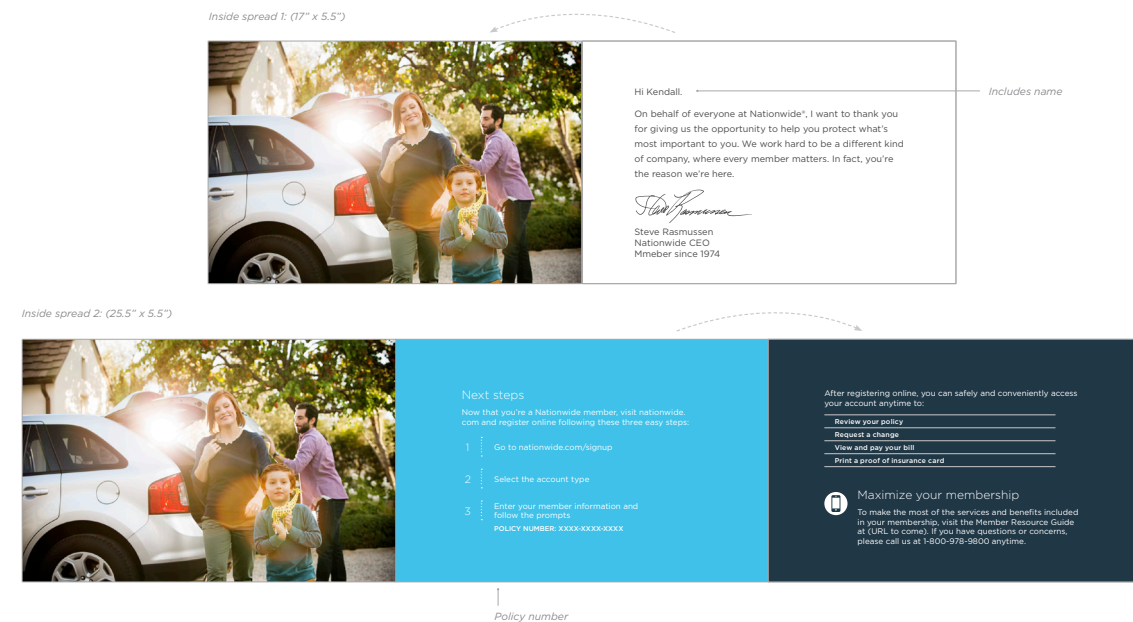 Inside spread 1: (17” x 5.5”)
Hi Kendall.
Includes name
On behalf of everyone at Nationwide®, I want to thank you
for giving us the opportunity to help you protect what’s
most important to you. We work hard to be a different kind
of company, where every member matters. In fact, you’re
the reason we’re here.
Steve Rasmussen
Steve Rasmussen
Nationwide CEO
Mmeber since 1974
Inside spread 2: (25.5” x 5.5”)
Next steps
Now that you’re a Nationwide member, visit nationwide.
com and register online following these three easy steps:
1 Go to nationwide.com/signup
2 Select the account type
3 Enter your member information and
follow the prompts
POLICY NUMBER: XXXX-XXXX-XXXX
After registering online, you can safely and conveniently access
your account anytime to:
Review your policy
Request a change
View and pay your bill
Print a proof of insurance card
Maximize your membership
To make the most of the services and benefits included
in your membership, visit the Member Resource Guide
at (URL to come). If you have questions or concerns,
please call us at 1-800-978-9800 anytime.
Policy number